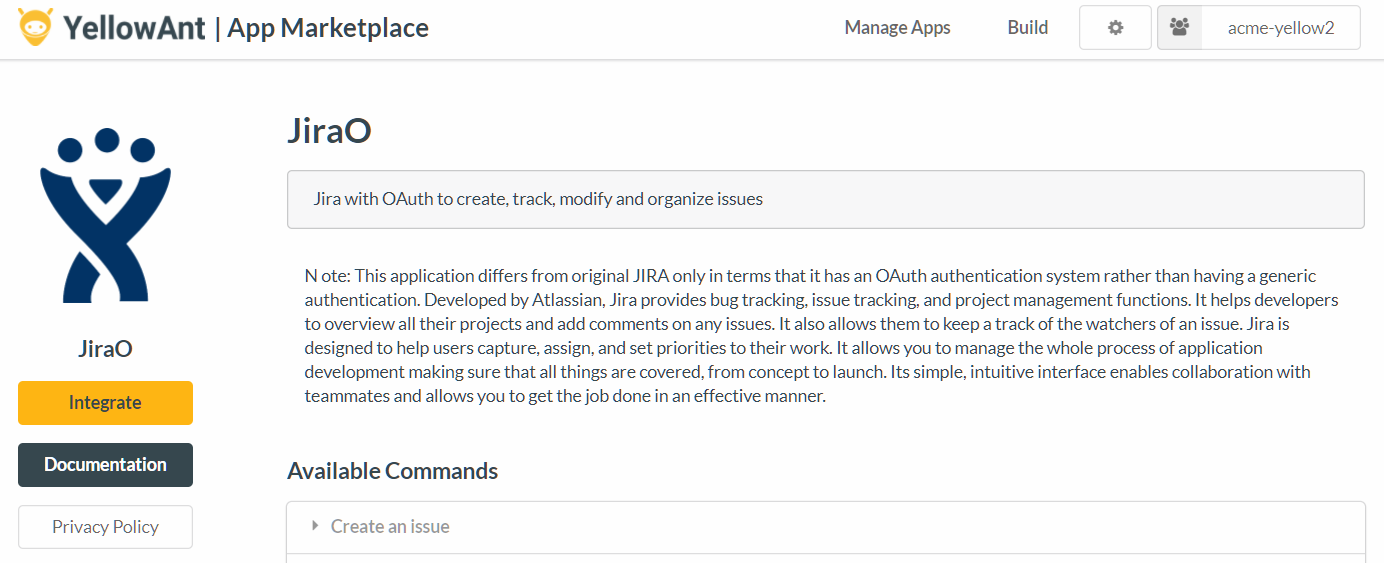 YellowAnt | App Marketplace
Manage Apps
Build
acme-yellow2
JiraO
Jira with OAuth to create, track, modify and organize issues
N ote: This application differs from original JIRA only in terms that it has an OAuth authentication system rather than having a generic
authentication. Developed by Atlassian, Jira provides bug tracking, issue tracking, and project management functions. It helps developers
to overview all their projects and add comments on any issues. It also allows them to keep a track of the watchers of an issue. Jira is
designed to help users capture, assign, and set priorities to their work. It allows you to manage the whole process of application
development making sure that all things are covered, from concept to launch. Its simple, intuitive interface enables collaboration with
teammates and allows you to get the job done in an effective manner.
JiraO
Integrate
Documentation
Privacy Policy
Available Commands
Create an issue